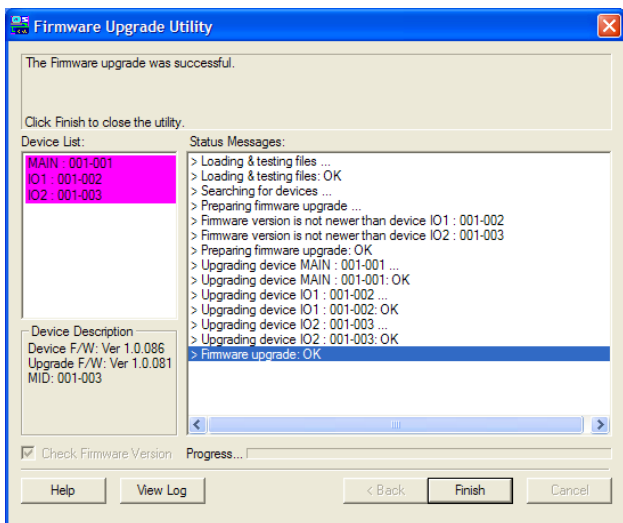 Firmware Upgrade Utility
The Firmware upgrade was successful.
Click Finish to close the utility.
Device List:
Status Messages:
MAIN : 001-001
IO1 : 001-002
IO2 : 001-003
> Loading & testing files ...
> Loading & testing files: OK
> Searching for devices ...
> Preparing firmware upgrade ...
> Firmware version is not newer than device IO1 : 001-002
> Firmware version is not newer than device IO2 : 001-003
> Preparing firmware upgrade: OK
> Upgrading device MAIN : 001-001 ...
> Upgrading device MAIN : 001-001: OK
> Upgrading device IO1 : 001-002 ...
> Upgrading device IO1 : 001-002: OK
> Upgrading device IO2 : 001-003 ...
> Upgrading device IO2 : 001-003: OK
> Firmware upgrade: OK
Device Description
Device F/W: Ver 1.0.086
Upgrade F/W: Ver 1.0.081
MID: 001-003
Check Firmware Version
Progress...
Help
View Log
< Back
Finish
Cancel